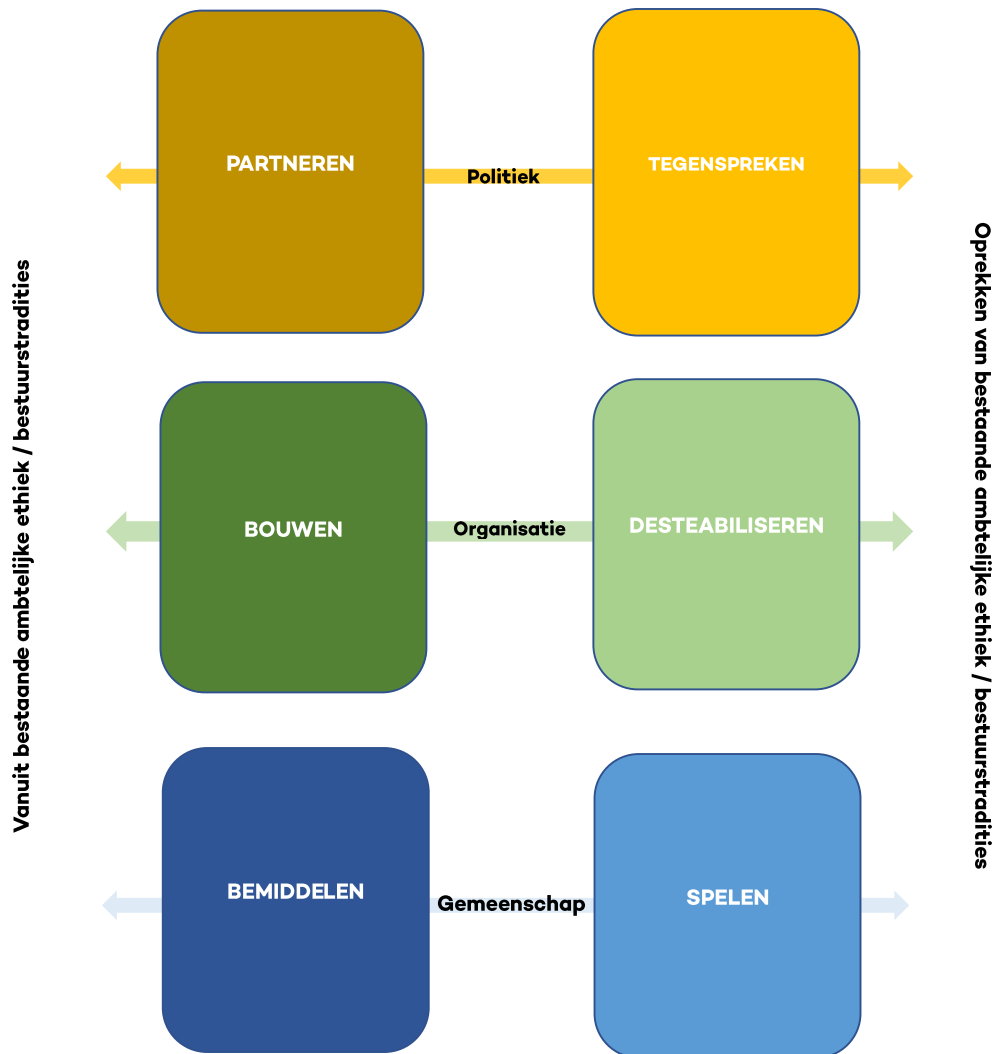 PARTNEREN
Politiek
TEGENSPREKEN
Vanuit bestaande ambtelijke ethiek / bestuurstradities
Oprekken van bestaande ambtelijke ethiek / bestuurstradities
BOUWEN
Organisatie
DESTEABILISEREN
BEMIDDELEN
Gemeenschap
SPELEN